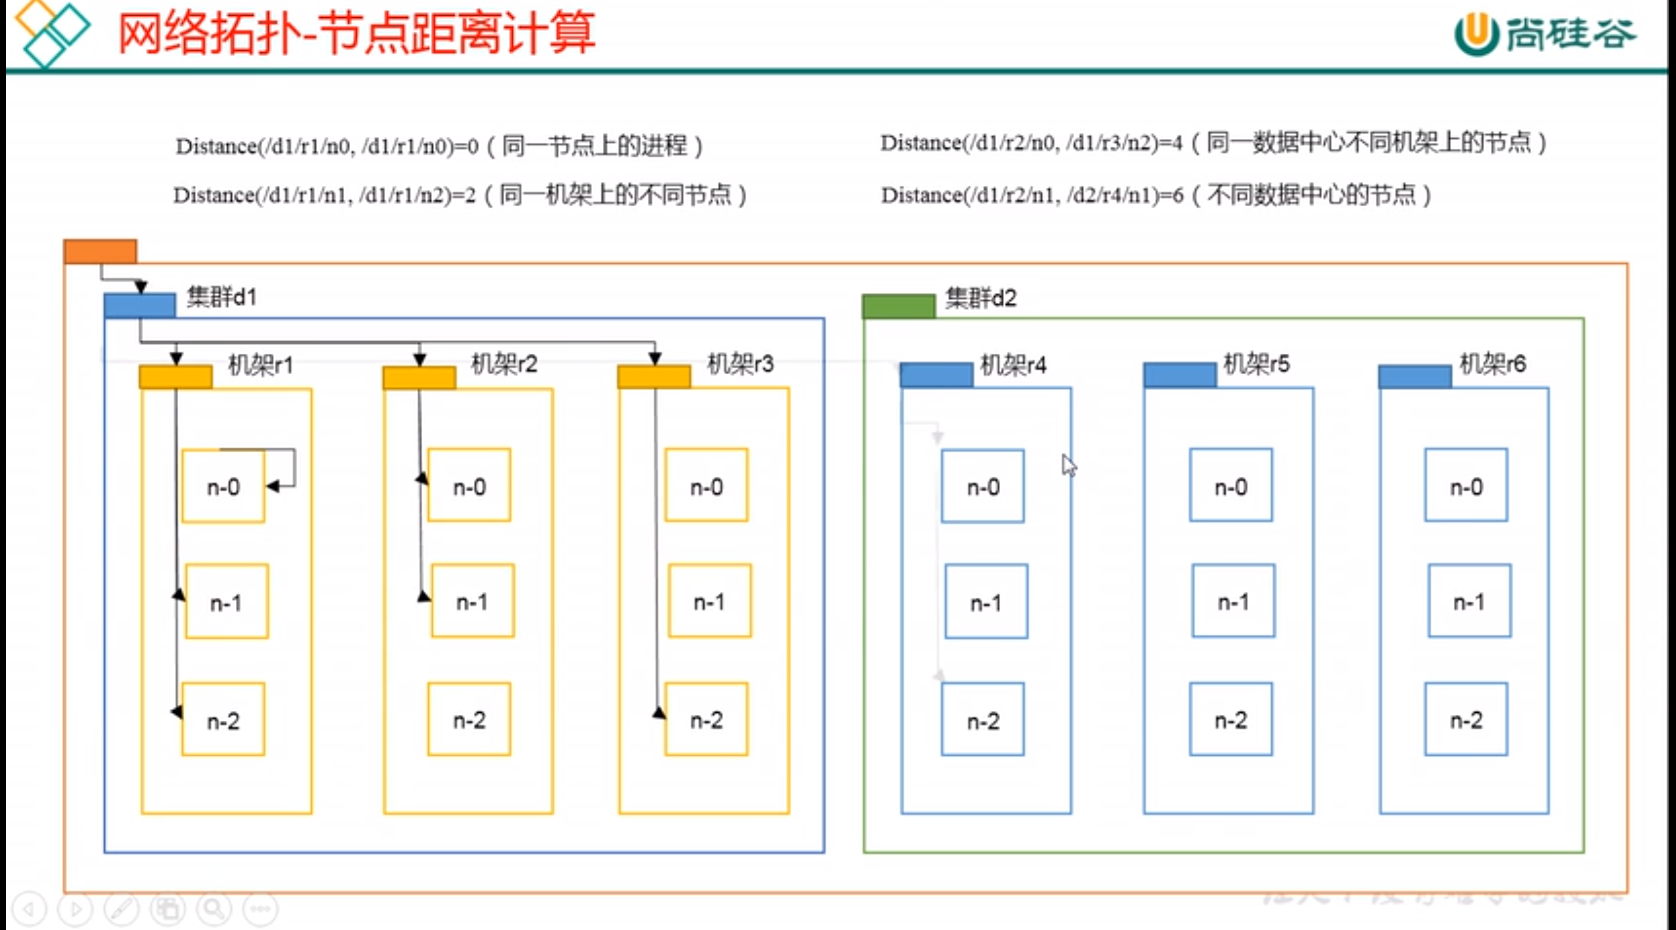 网络拓扑-节点距离计算
尚硅谷
Distance(/d1/r1/n0, /d1/r1/n0)=0（同一节点上的进程）
Distance(/d1/r2/n0, /d1/r3/n2)=4（同一数据中心不同机架上的节点）
Distance(/d1/r1/n1, /d1/r1/n2)=2（同一机架上的不同节点）
Distance(/d1/r2/n1, /d2/r4/n1)=6（不同数据中心的节点）
集群d1
集群d2
机架r1
机架r2
机架r3
机架r4
机架r5
机架r6
n-0
n-0
n-0
n-0
n-0
n-0
n-1
n-1
n-1
n-1
n-1
n-1
n-2
n-2
n-2
n-2
n-2
n-2